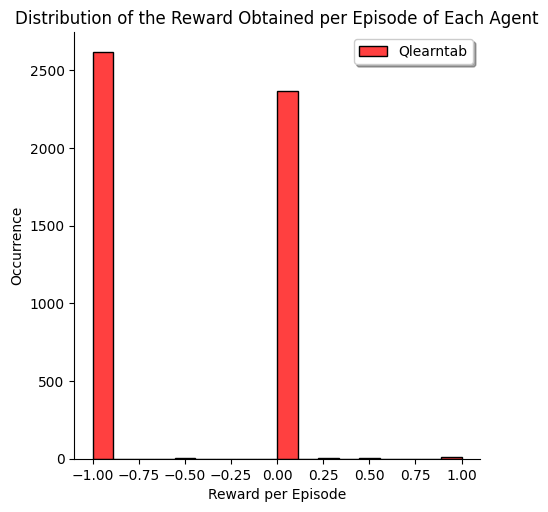 Distribution of the Reward Obtained per Episode of Each Agent
Qlearntab
2500
2000
1500
1000
500
0
Occurrence
−1.00 −0.75 −0.50 −0.25 0.00 0.25 0.50 0.75 1.00
Reward per Episode